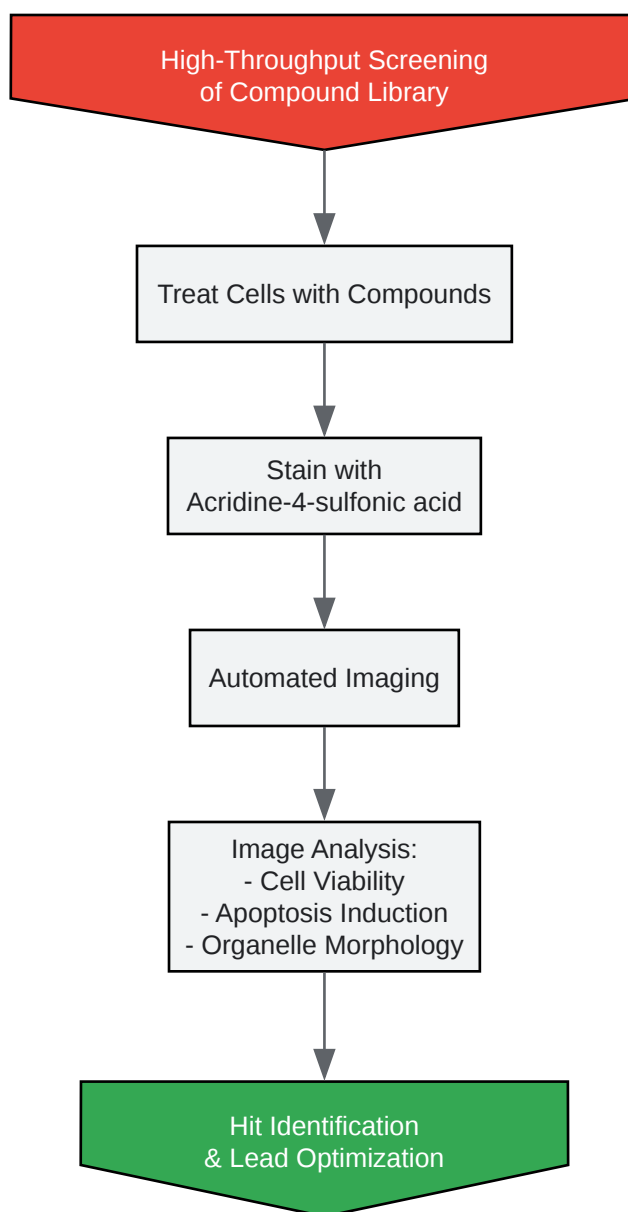 High-Throughput Screening
of Compound Library
Treat Cells with Compounds
Stain with
Acridine-4-sulfonic acid
Automated Imaging
Image Analysis:
- Cell Viability
- Apoptosis Induction
- Organelle Morphology
Hit Identification
& Lead Optimization